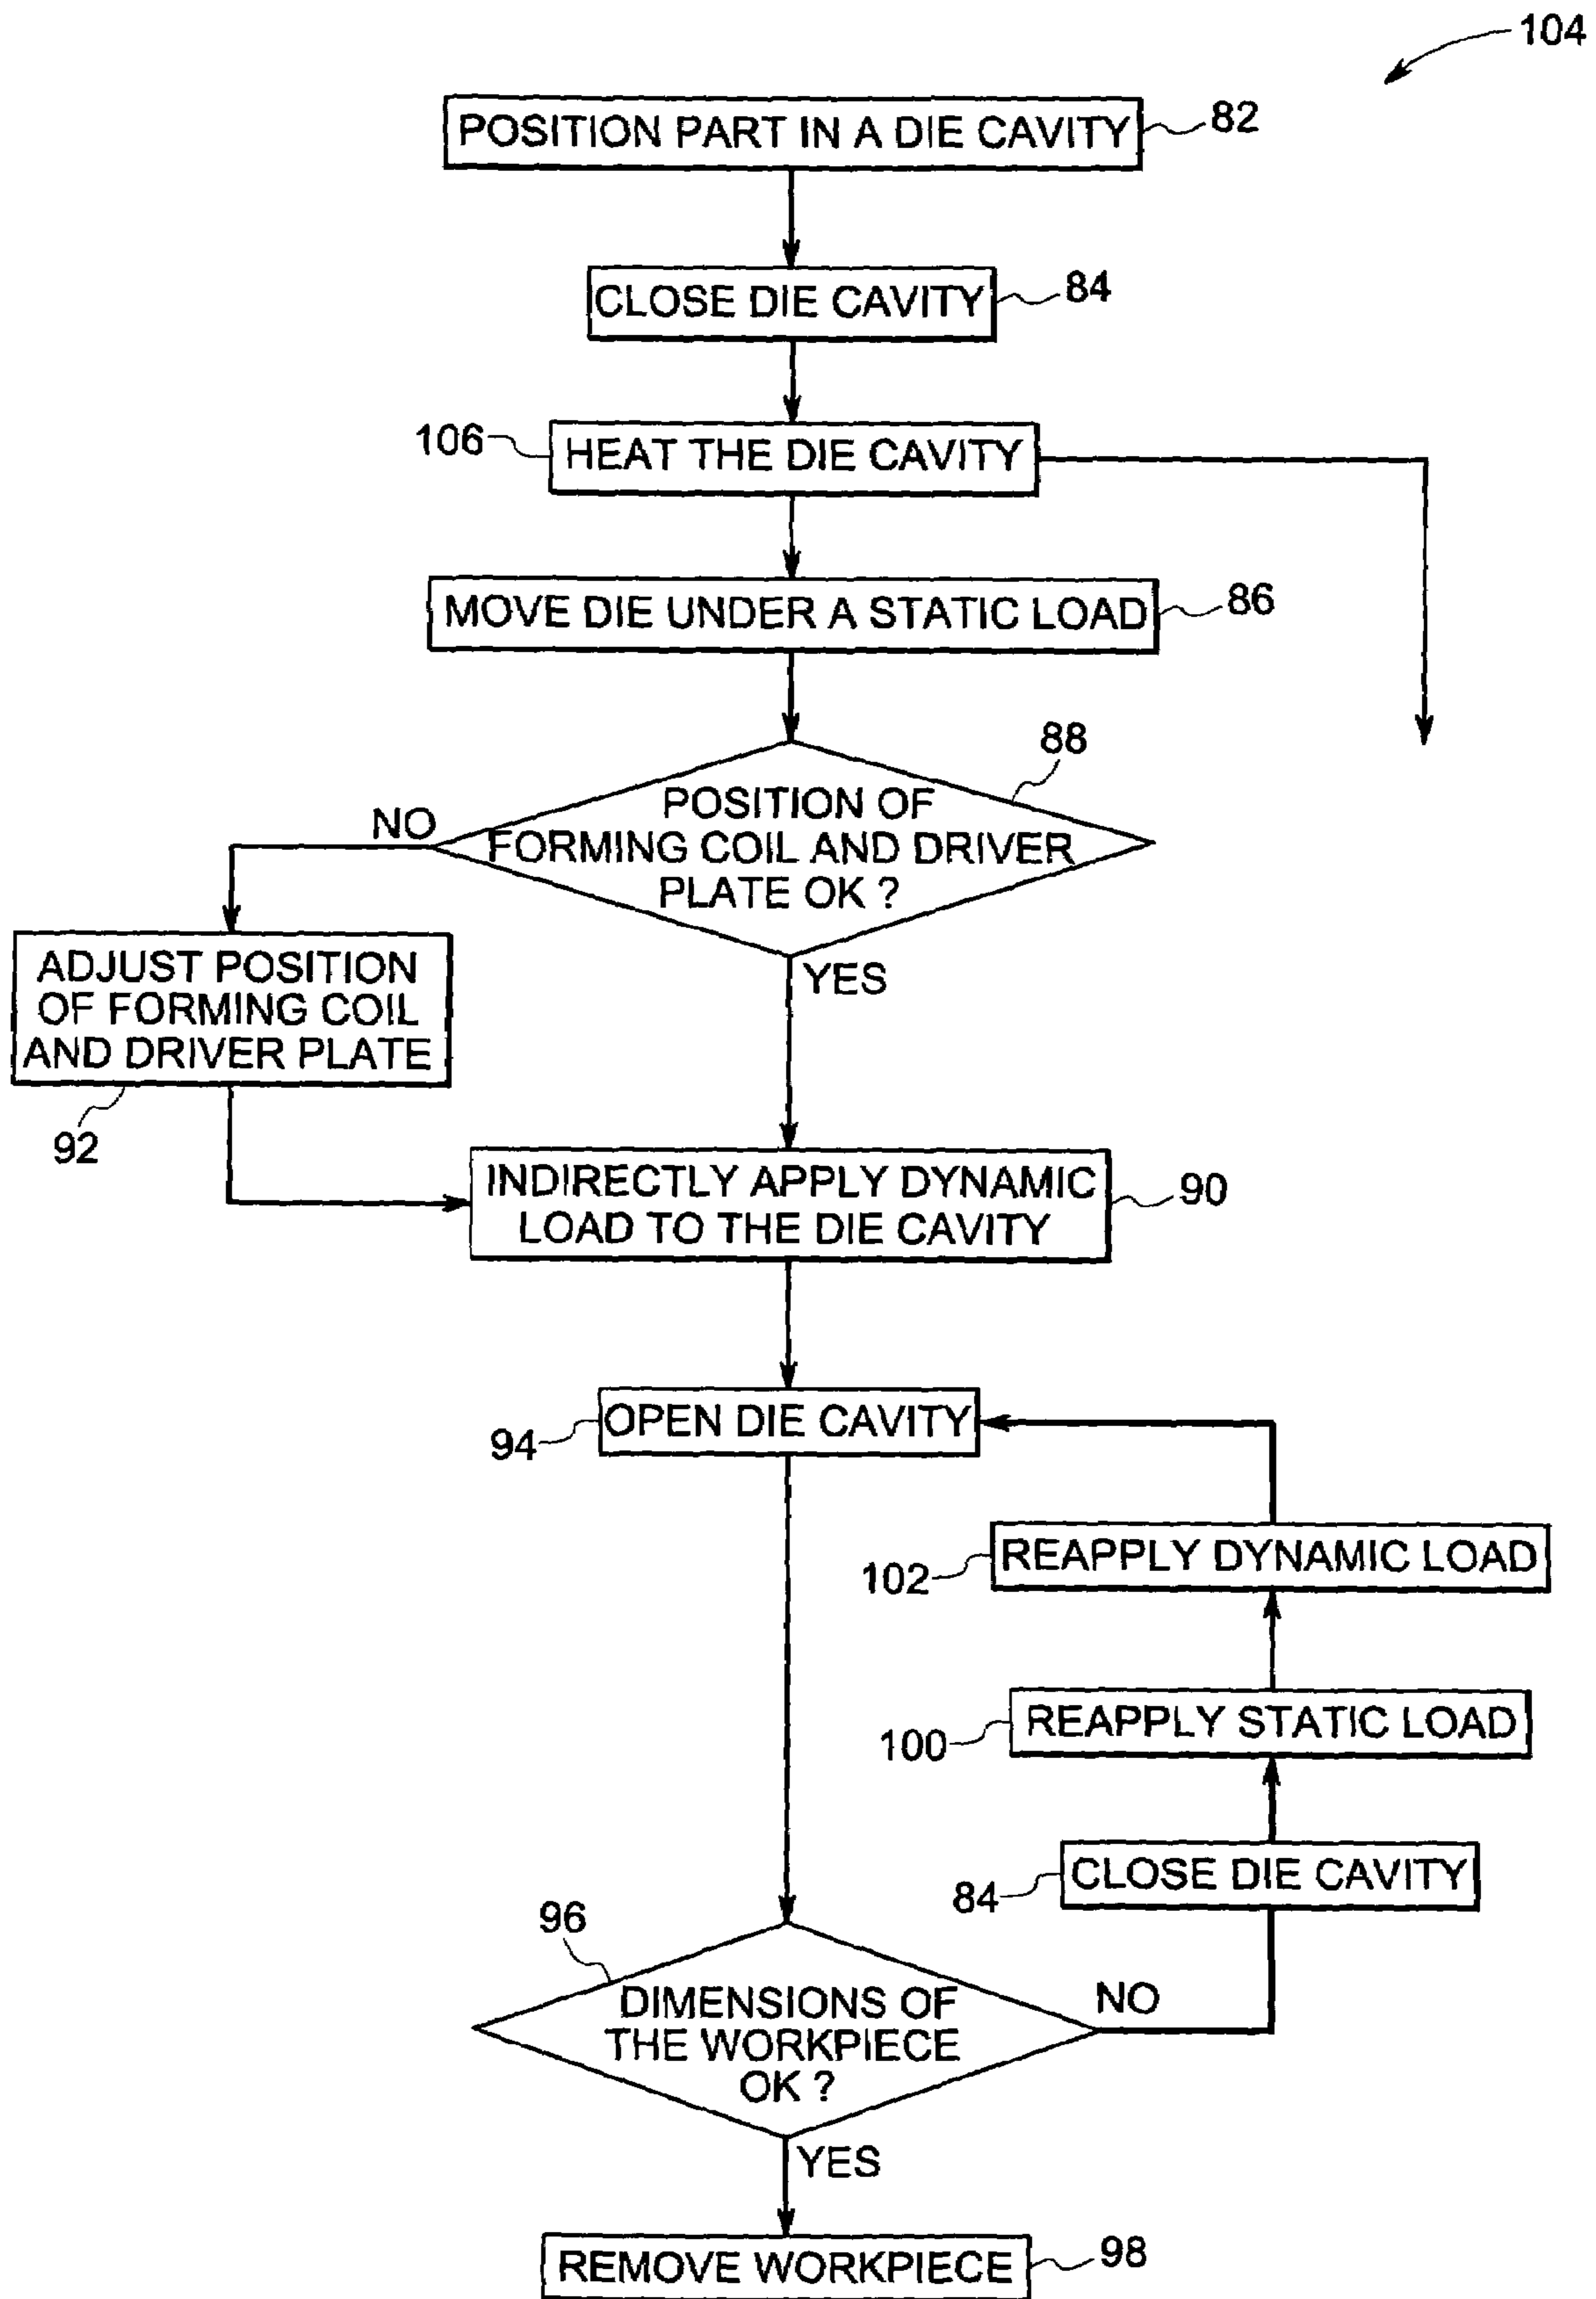 104
POSITION PART IN A DIE CAVITY
82
CLOSE DIE CAVITY
84
106
HEAT THE DIE CAVITY
MOVE DIE UNDER A STATIC LOAD
86
88
POSITION OF
FORMING COIL AND DRIVER
PLATE OK ?
NO
YES
ADJUST POSITION
OF FORMING COIL
AND DRIVER PLATE
92
INDIRECTLY APPLY DYNAMIC
LOAD TO THE DIE CAVITY
90
OPEN DIE CAVITY
94
REAPPLY DYNAMIC LOAD
102
REAPPLY STATIC LOAD
100
CLOSE DIE CAVITY
84
96
DIMENSIONS OF
THE WORKPIECE
OK ?
NO
YES
REMOVE WORKPIECE
98